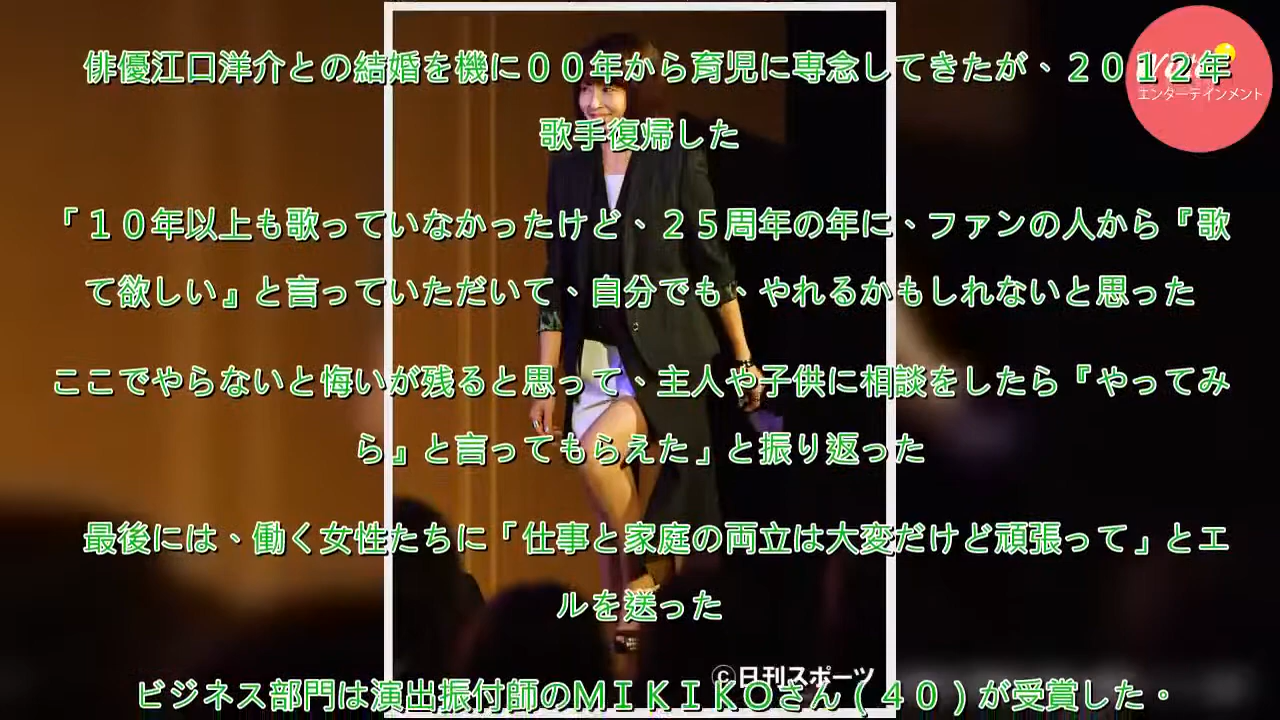 俳優江口洋介との結婚を機に００年から育児に専念してきたが、２０１２年
歌手復帰した
「１０年以上も歌っていなかったけど、２５周年の年に、ファンの人から『歌
て欲しい』と言っていただいて、自分でも、やれるかもしれないと思った
ここでやらないと悔いが残ると思って、主人や子供に相談をしたら『やってみ
ら』と言ってもらえた」と振り返った
最後には、働く女性たちに「仕事と家庭の両立は大変だけど頑張って」とエ
ルを送った
ビジネス部門は演出振付師のＭＩＫＩＫＯさん（４０）が受賞した・
エンターテインメント
©日刊スポーツ